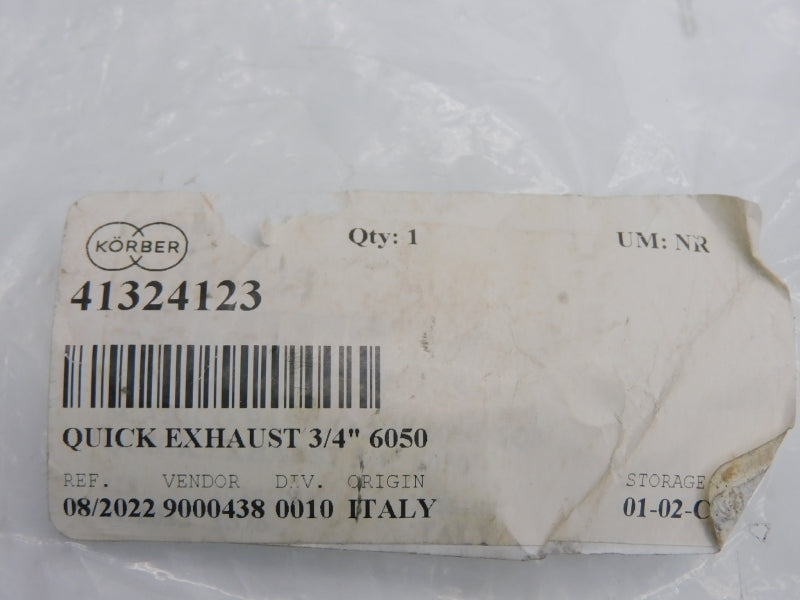 KÖRBER Qty: 1 UM: NR
41324123
QUICK EXHAUST 3/4" 6050
REF. VENDOR DIV. ORIGIN STORAGE
08/2022 9000438 0010 ITALY 01-02-C